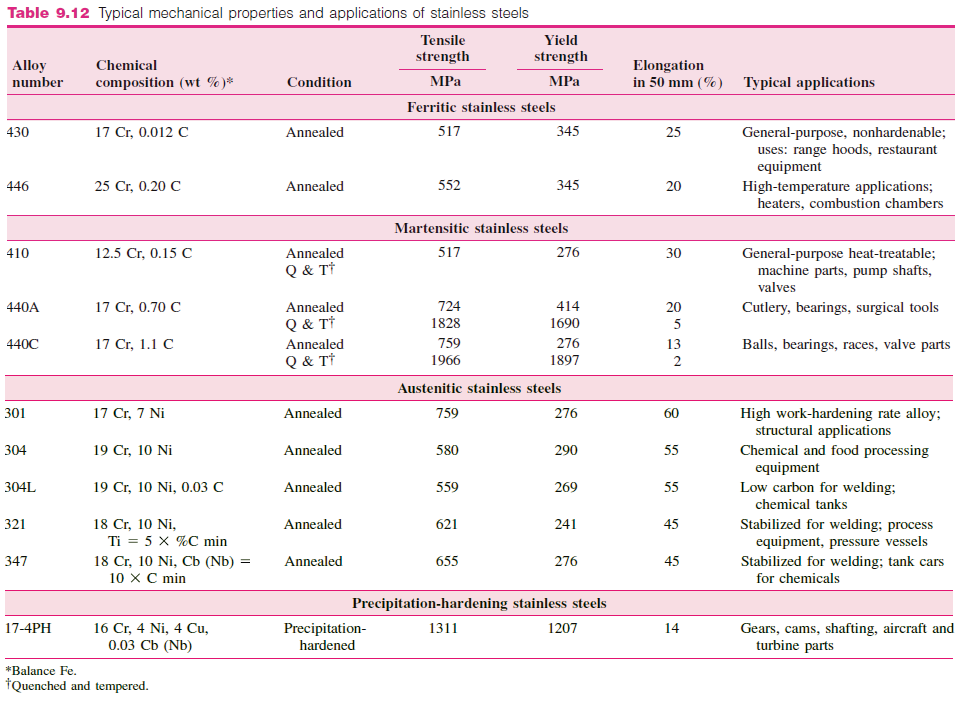 Table 9.12 Typical mechanical properties and applications of stainless steels
Tensile Yield
strength strength Elongation
Alloy Chemical
number composition (wt %)* Condition MPa MPa in 50 mm (%) Typical applications
Ferritic stainless steels
430 17 Cr, 0.012 C Annealed 517 345 25 General-purpose, nonhardenable;
uses: range hoods, restaurant
equipment
446 25 Cr, 0.20 C Annealed 552 345 20 High-temperature applications;
heaters, combustion chambers
Martensitic stainless steels
410 12.5 Cr, 0.15 C Annealed 517 276 30 General-purpose heat-treatable;
Q & T† machine parts, pump shafts,
valves
440A 17 Cr, 0.70 C Annealed 724 414 20 Cutlery, bearings, surgical tools
Q & T† 1828 1690 5
440C 17 Cr, 1.1 C Annealed 759 276 13 Balls, bearings, races, valve parts
Q & T† 1966 1897 2
Austenitic stainless steels
301 17 Cr, 7 Ni Annealed 759 276 60 High work-hardening rate alloy;
structural applications
304 19 Cr, 10 Ni Annealed 580 290 55 Chemical and food processing
equipment
304L 19 Cr, 10 Ni, 0.03 C Annealed 559 269 55 Low carbon for welding;
chemical tanks
321 18 Cr, 10 Ni, Annealed 621 241 45 Stabilized for welding; process
Ti = 5 × %C min equipment, pressure vessels
347 18 Cr, 10 Ni, Cb (Nb) = Annealed 655 276 45 Stabilized for welding; tank cars
10 × C min for chemicals
Precipitation-hardening stainless steels
17-4PH 16 Cr, 4 Ni, 4 Cu, Precipitation- 1311 1207 14 Gears, cams, shafting, aircraft and
0.03 Cb (Nb) hardened turbine parts
*Balance Fe.
†Quenched and tempered.